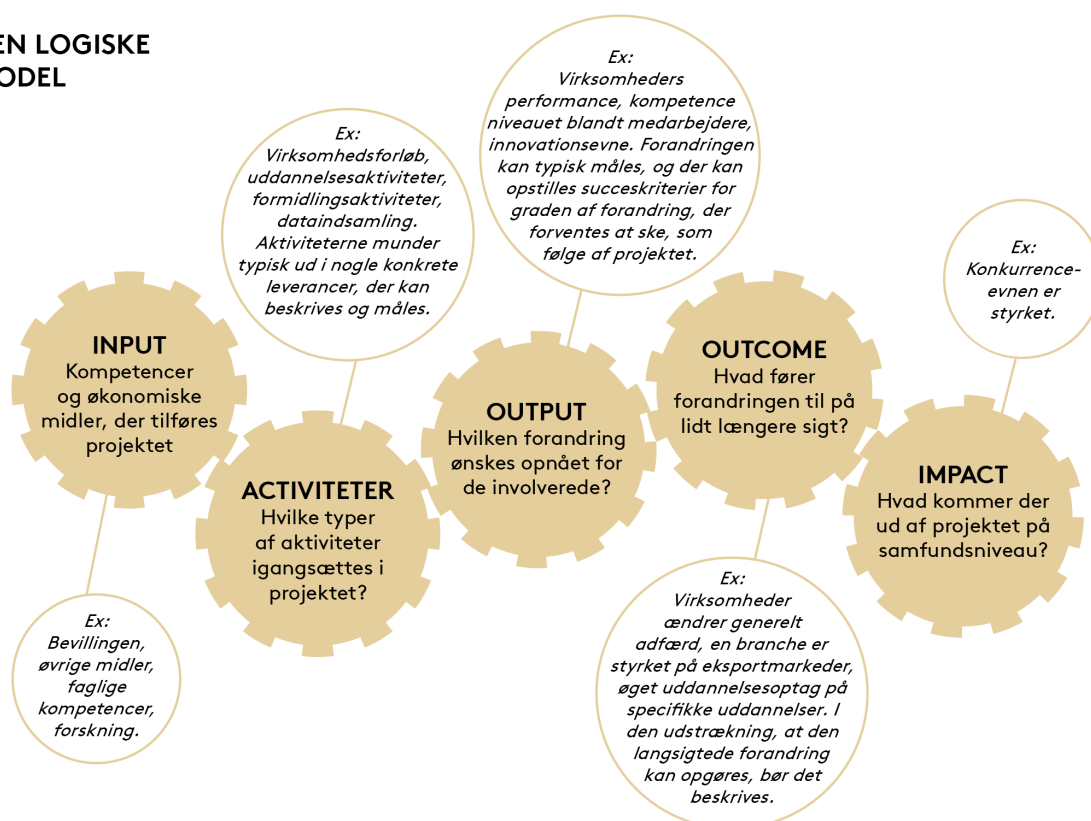 EN LOGISKE
ODEL
Ex:
Virksomheders
performance, kompetence
niveauet blandt medarbejdere,
innovationsevne. Forandringen
kan typisk måles, og der kan
opstilles succeskriterier for
graden af forandring, der
forventes at ske, som
følge af projektet.
Ex:
Virksomhedsforløb,
uddannelsesaktiviteter,
formidlingsaktiviteter,
dataindsamling.
Aktiviteterne munder
typisk ud i nogle konkrete
leverancer, der kan
beskrives og måles.
Ex:
Konkurrence-
evnen er
styrket.
INPUT
Kompetencer
og økonomiske
midler, der tilføres
projektet
ACTIVITETER
Hvilke typer
af aktiviteter
igangsættes i
projektet?
OUTPUT
Hvilken forandring
ønskes opnået for
de involverede?
OUTCOME
Hvad fører
forandringen til på
lidt længere sigt?
IMPACT
Hvad kommer der
ud af projektet på
samfundsniveau?
Ex:
Bevillingen,
øvrige midler,
faglige
kompetencer,
forskning.
Ex:
Virksomheder
ændrer generelt
adfærd, en branche er
styrket på eksportmarkeder,
øget uddannelsesoptag på
specifikke uddannelser. I
den udstrækning, at den
langsigtede forandring
kan opgøres, bør det
beskrives.